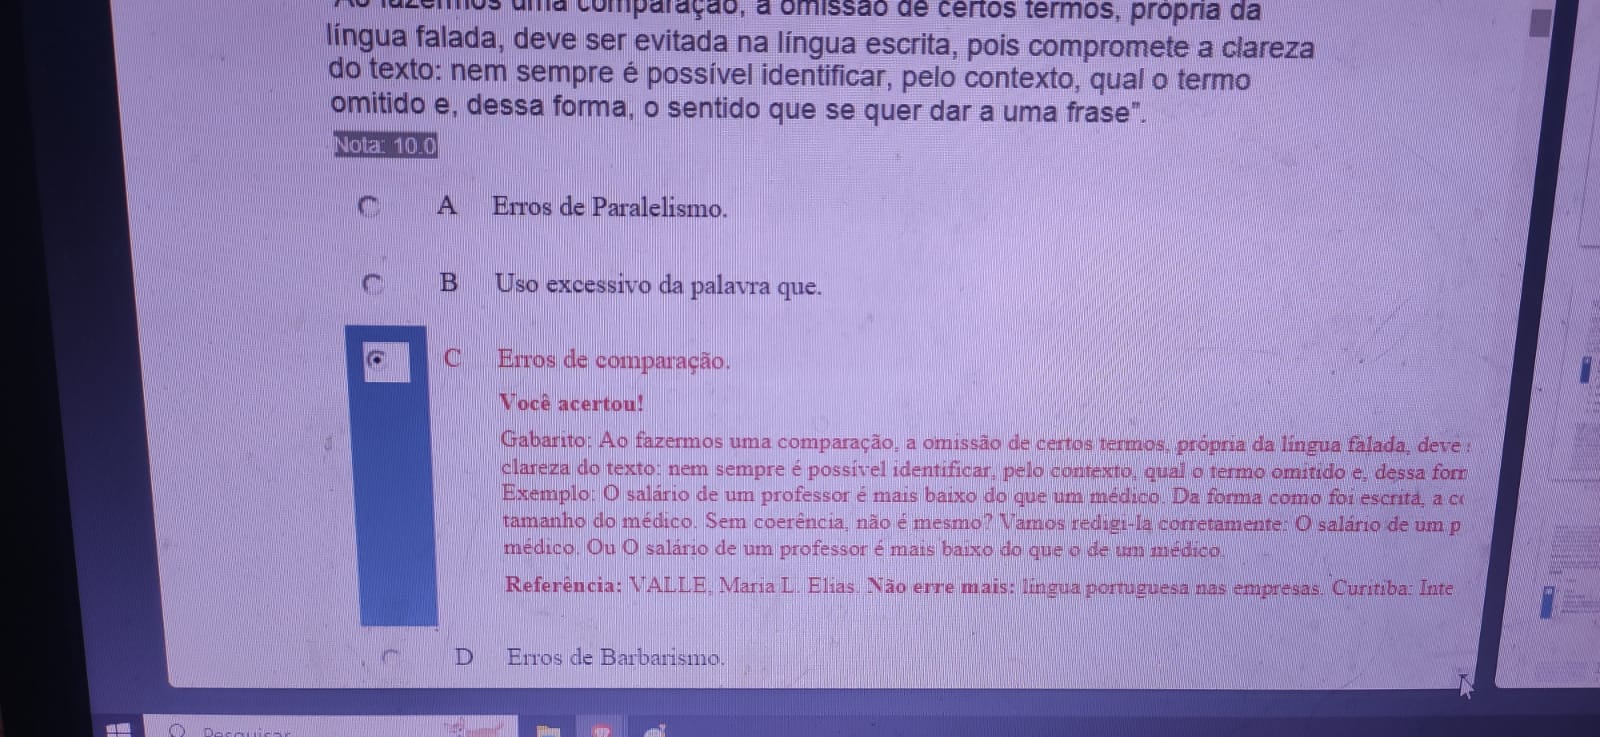 "Ao fazermos uma comparação, a omissão de certos termos, própria da
língua falada, deve ser evitada na língua escrita, pois compromete a clareza
do texto: nem sempre é possível identificar, pelo contexto, qual o termo
omitido e, dessa forma, o sentido que se quer dar a uma frase".
Nota: 10.0
A Erros de Paralelismo.
B Uso excessivo da palavra que.
C Erros de comparação.
Você acertou!
Gabarito: Ao fazermos uma comparação, a omissão de certos termos, própria da língua falada, deve
clareza do texto: nem sempre é possível identificar, pelo contexto, qual o termo omitido e, dessa form
Exemplo: O salário de um professor é mais baixo do que um médico. Da forma como foi escrita, a co
tamanho do médico. Sem coerência, não é mesmo? Vamos redigi-la corretamente: O salário de um p
médico. Ou O salário de um professor é mais baixo do que o de um médico.
Referência: VALLE, Maria L. Elias. Não erre mais: língua portuguesa nas empresas. Curitiba: Inte
D Erros de Barbarismo.
Pesquisar